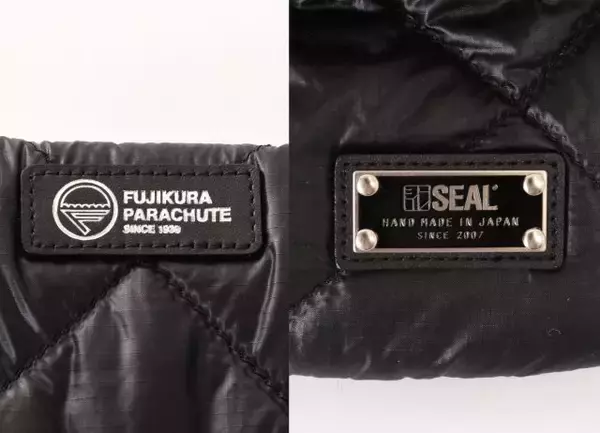 FUJIKURA
PARACHUTE
SINCE 1939
SEAL
HAND MADE IN JAPAN
SINCE 2007